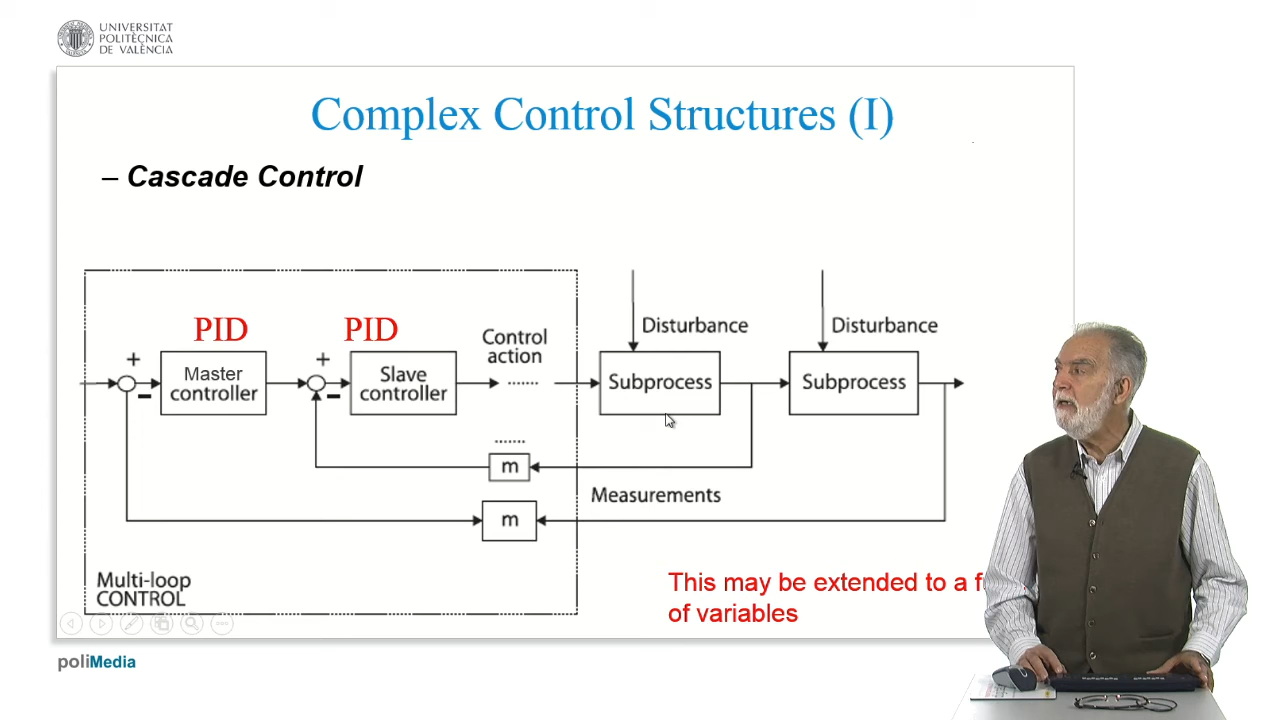 UNIVERSITAT
POLITÈCNICA
DE VALÈNCIA
Complex Control Structures (I)
– Cascade Control
PID
PID
Control
action
Disturbance
Disturbance
+
+
Master
controller
Slave
controller
Subprocess
Subprocess
m
Measurements
m
Multi-loop
CONTROL
This may be extended to a
of variables
poliMedia